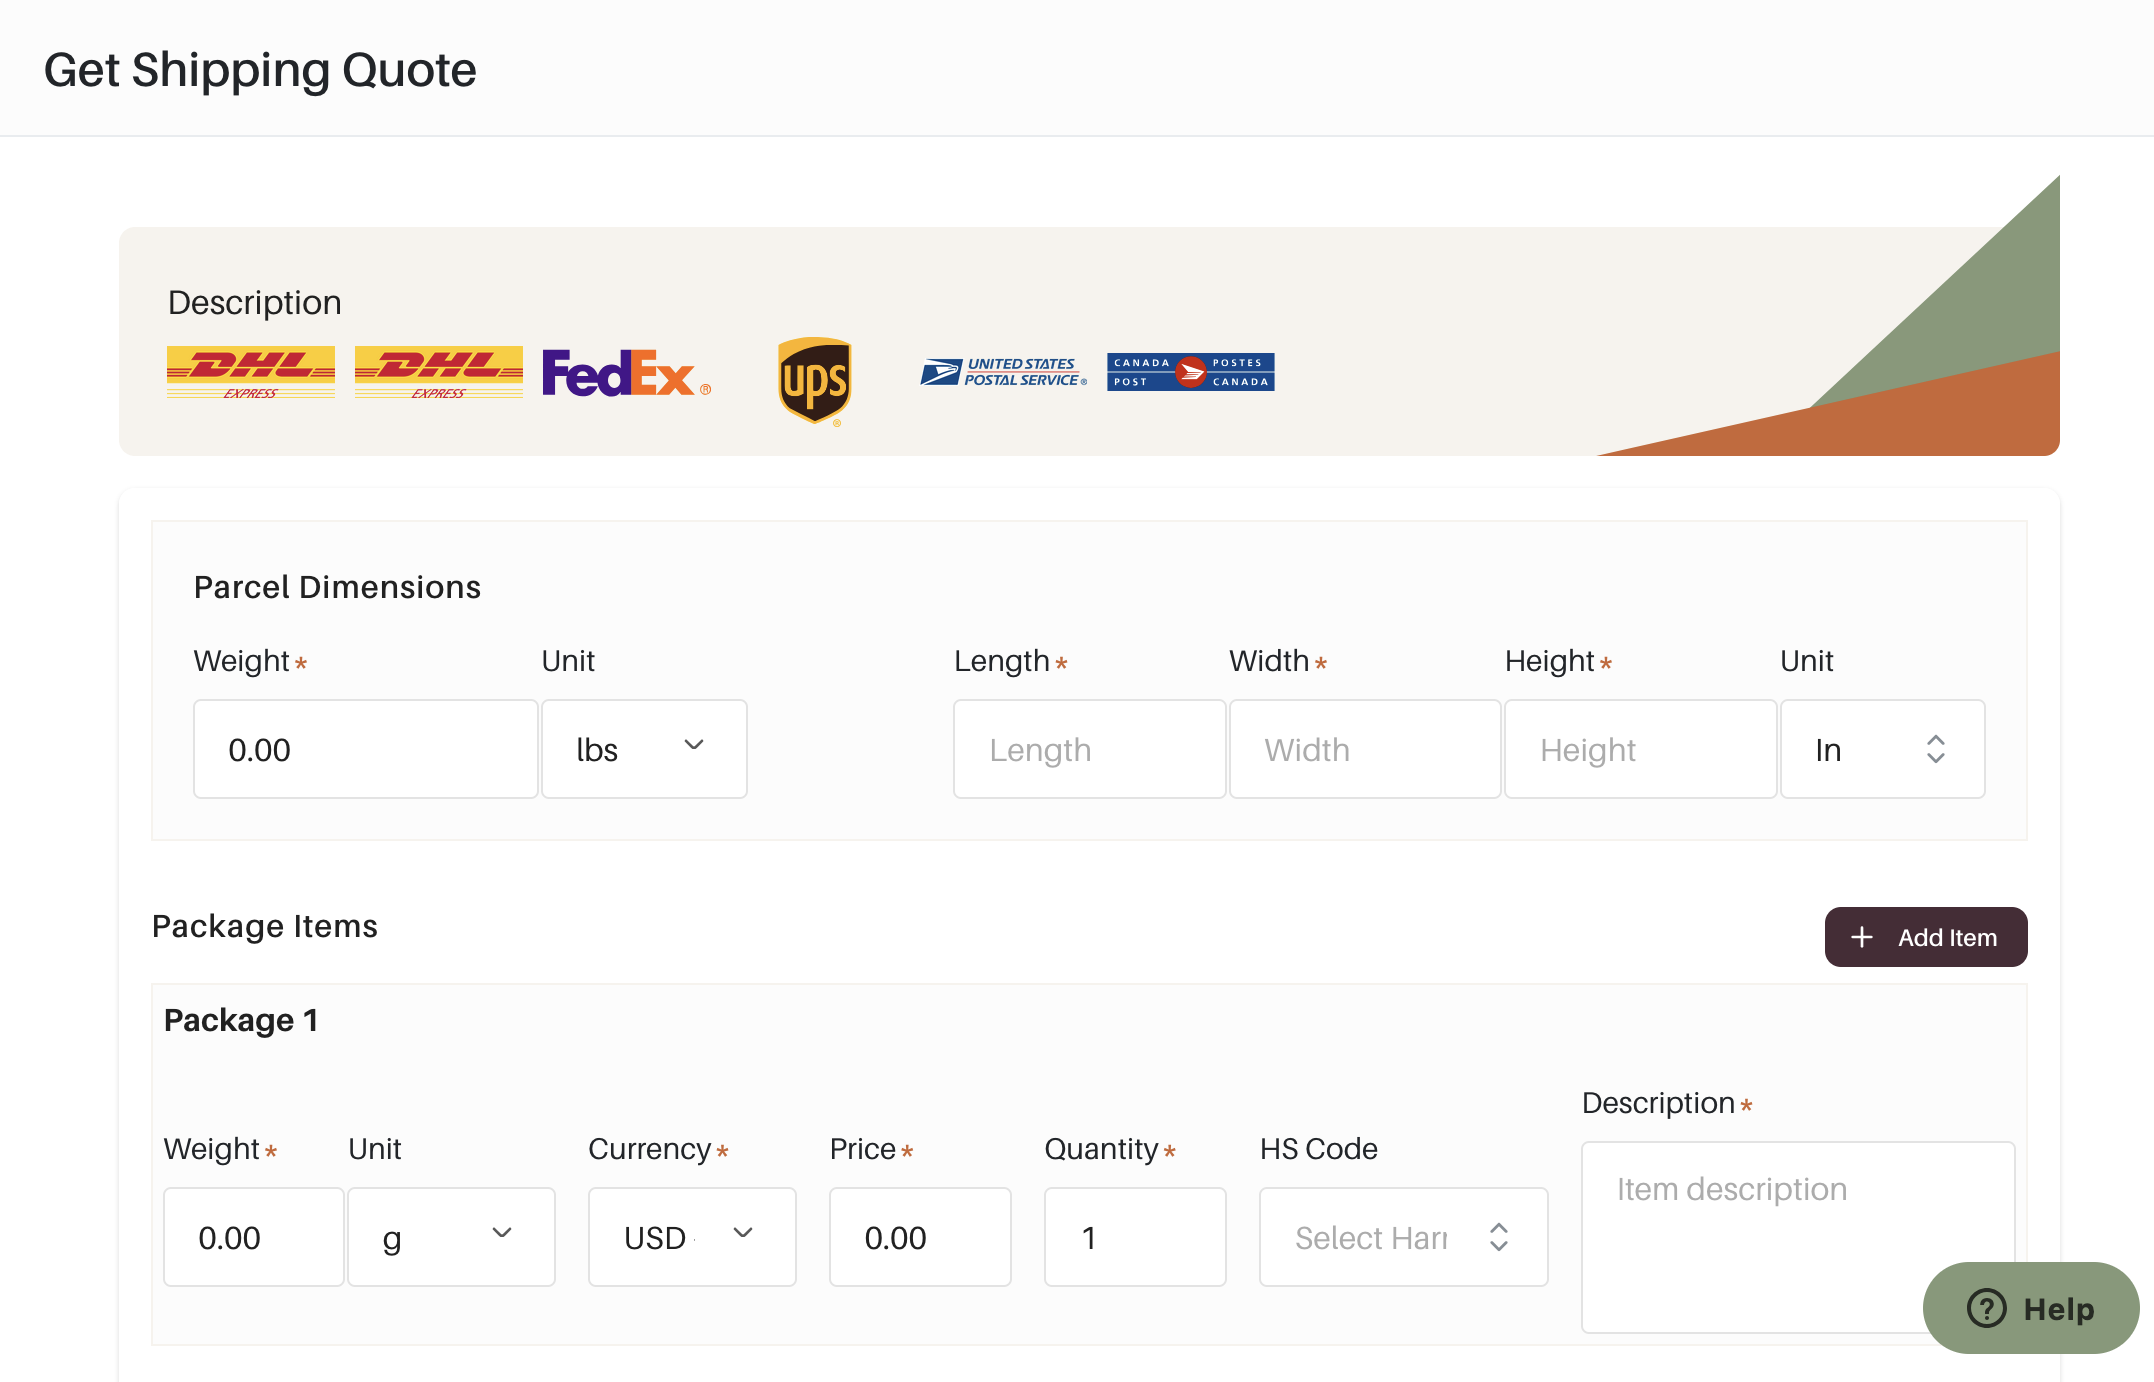 Get Shipping Quote
Description
DHL EXPRESS
DHL EXPRESS
FedEx®
ups®
UNITED STATES POSTAL SERVICE®
CANADA POST POSTES CANADA
Parcel Dimensions
Weight* Unit Length* Width* Height* Unit
0.00 lbs Length Width Height In
Package Items
+ Add Item
Package 1
Description*
Weight* Unit Currency* Price* Quantity* HS Code
Item description
0.00 g USD 0.00 1 Select Har
? Help